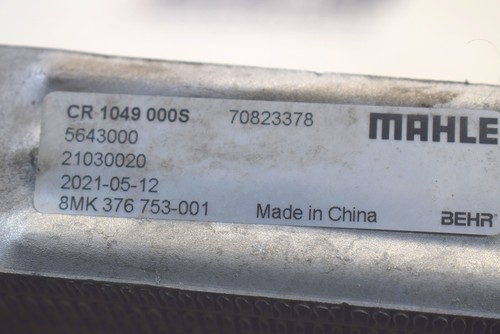 CR 1049 000S 70823378 MAHLE
5643000
21030020
2021-05-12
8MK 376 753-001 Made in China BEHR